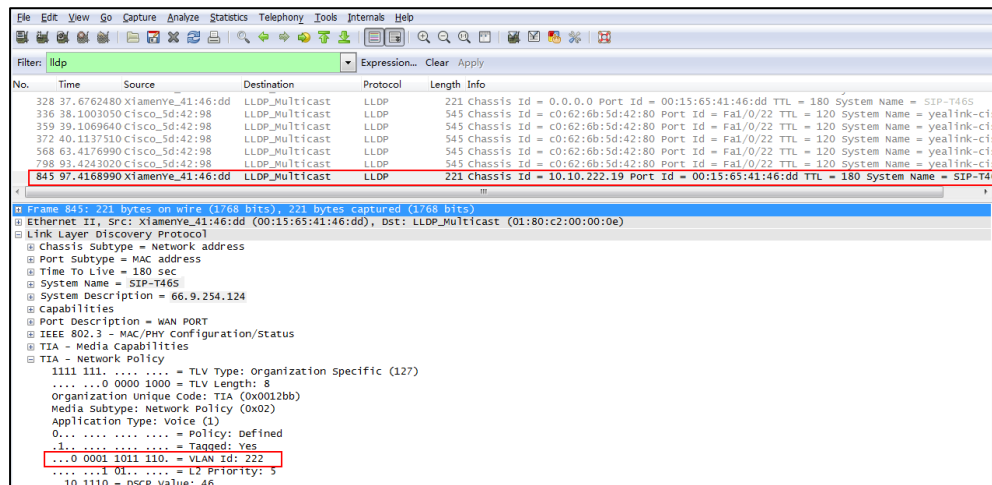 File Edit View Go Capture Analyze Statistics Telephony Tools Internals Help
Filter: lldp Expression... Clear Apply
No. Time Source Destination Protocol Length Info
328 37.6762480 XiamenYe_41:46:dd LLDP_Multicast LLDP 221 Chassis Id = 0.0.0.0 Port Id = 00:15:65:41:46:dd TTL = 180 System Name = SIP-T46S
336 38.1003050 Cisco_5d:42:98 LLDP_Multicast LLDP 545 Chassis Id = c0:62:6b:5d:42:80 Port Id = Fa1/0/22 TTL = 120 System Name = yealink-cis
359 39.1069640 Cisco_5d:42:98 LLDP_Multicast LLDP 545 Chassis Id = c0:62:6b:5d:42:80 Port Id = Fa1/0/22 TTL = 120 System Name = yealink-cis
372 40.1137510 Cisco_5d:42:98 LLDP_Multicast LLDP 545 Chassis Id = c0:62:6b:5d:42:80 Port Id = Fa1/0/22 TTL = 120 System Name = yealink-cis
568 63.4176990 Cisco_5d:42:98 LLDP_Multicast LLDP 545 Chassis Id = c0:62:6b:5d:42:80 Port Id = Fa1/0/22 TTL = 120 System Name = yealink-cis
798 93.4243020 Cisco_5d:42:98 LLDP_Multicast LLDP 545 Chassis Id = c0:62:6b:5d:42:80 Port Id = Fa1/0/22 TTL = 120 System Name = yealink-cis
845 97.4168990 XiamenYe_41:46:dd LLDP_Multicast LLDP 221 Chassis Id = 10.10.222.19 Port Id = 00:15:65:41:46:dd TTL = 180 System Name = SIP-T46
Frame 845: 221 bytes on wire (1768 bits), 221 bytes captured (1768 bits)
Ethernet II, Src: XiamenYe_41:46:dd (00:15:65:41:46:dd), Dst: LLDP_Multicast (01:80:c2:00:00:0e)
Link Layer Discovery Protocol
Chassis Subtype = Network address
Port Subtype = MAC address
Time To Live = 180 sec
System Name = SIP-T46S
System Description = 66.9.254.124
Capabilities
Port Description = WAN PORT
IEEE 802.3 - MAC/PHY Configuration/Status
TIA - Media Capabilities
TIA - Network Policy
1111 111. .... .... = TLV Type: Organization Specific (127)
.... ...0 0000 1000 = TLV Length: 8
Organization Unique Code: TIA (0x0012bb)
Media Subtype: Network Policy (0x02)
Application Type: Voice (1)
0... .... .... .... = Policy: Defined
.1.. .... .... .... = Tagged: Yes
...0 0001 1011 110. = VLAN Id: 222
.... ...1 01.. .... = L2 Priority: 5
..10 1110 = DSCP Value: 46